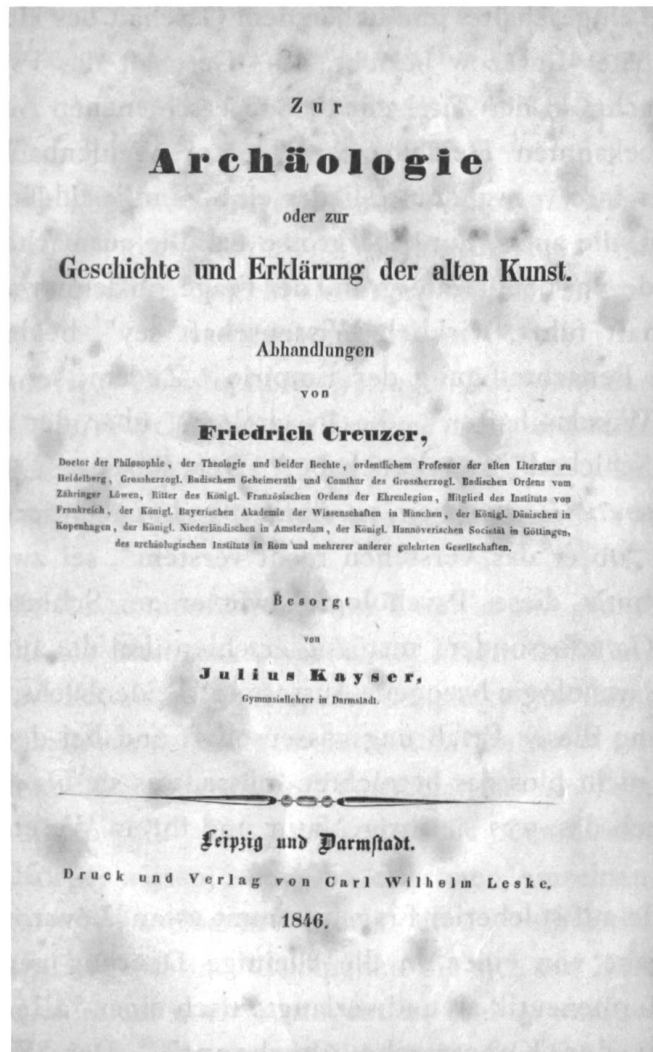 Zur
Archäologie
oder zur
Geschichte und Erklärung der alten Kunst.
Abhandlungen
von
Friedrich Creuzer,
Doctor der Philosophie, der Theologie und beider Rechte, ordentlichem Professor der alten Literatur zu
Heidelberg, Grossherzogl. Badischem Geheimerath und Comthur des Grossherzogl. Badischen Ordens vom
Zähringer Löwen, Ritter des Königl. Französischen Ordens der Ehrenlegion, Mitglied des Instituts von
Frankreich, der Königl. Bayerischen Akademie der Wissenschaften in München, der Königl. Dänischen in
Kopenhagen, der Königl. Niederländischen in Amsterdam, der Königl. Hannöverischen Societät in Göttingen,
des archäologischen Instituts in Rom und mehrerer anderer gelehrten Gesellschaften.
Besorgt
von
Julius Kayser,
Gymnasiallehrer in Darmstadt.
Leipzig und Darmstadt.
Druck und Verlag von Carl Wilhelm Leske.
1846.